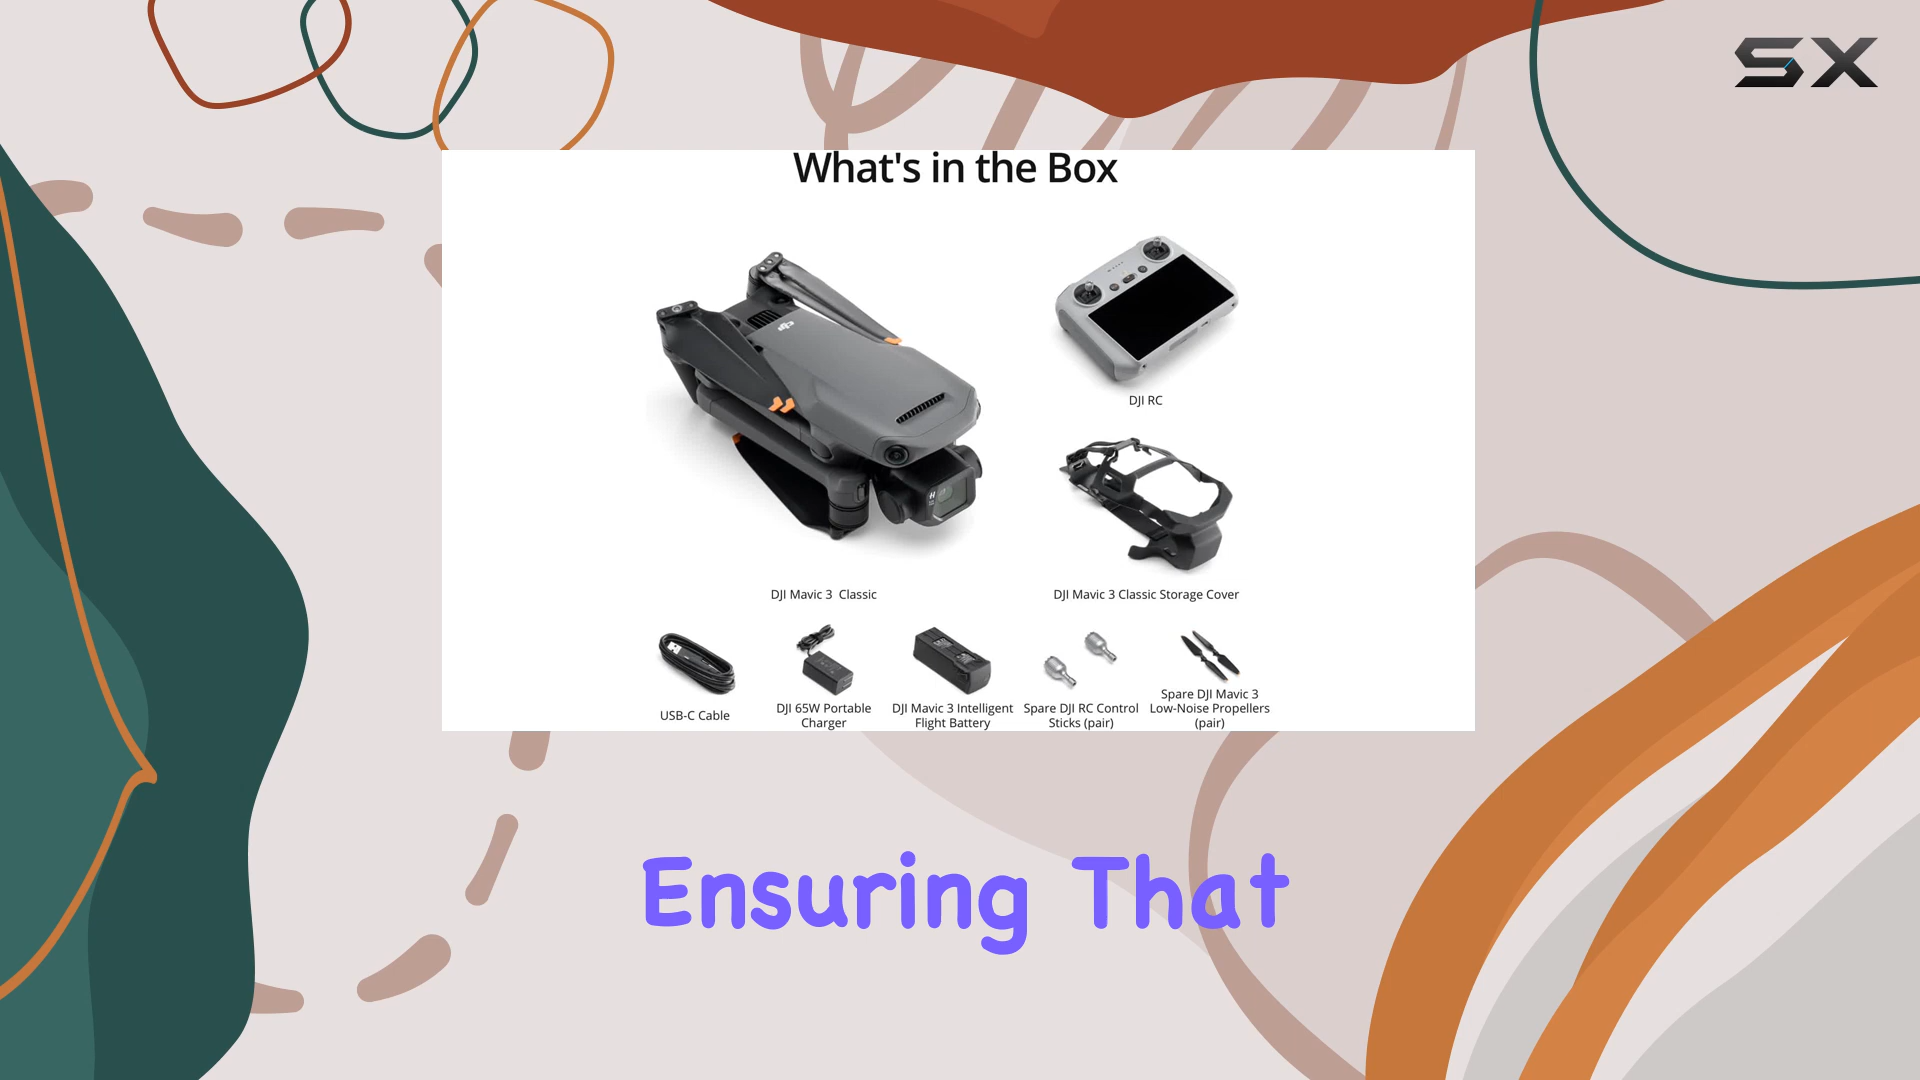 SX
What's in the Box
DJI RC
DJI Mavic 3 Classic
DJI Mavic 3 Classic Storage Cover
USB-C Cable
DJI 65W Portable
Charger
DJI Mavic 3 Intelligent
Flight Battery
Spare DJI RC Control
Sticks (pair)
Spare DJI Mavic 3
Low-Noise Propellers
(pair)
Ensuring That